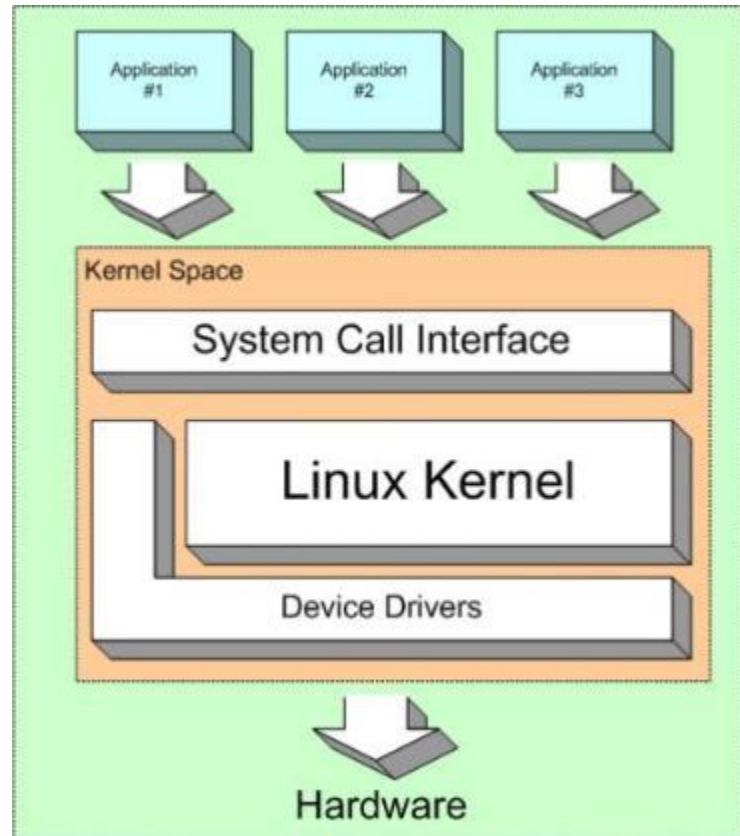 Application
#1
Application
#2
Application
#3
Kernel Space
System Call Interface
Linux Kernel
Device Drivers
Hardware